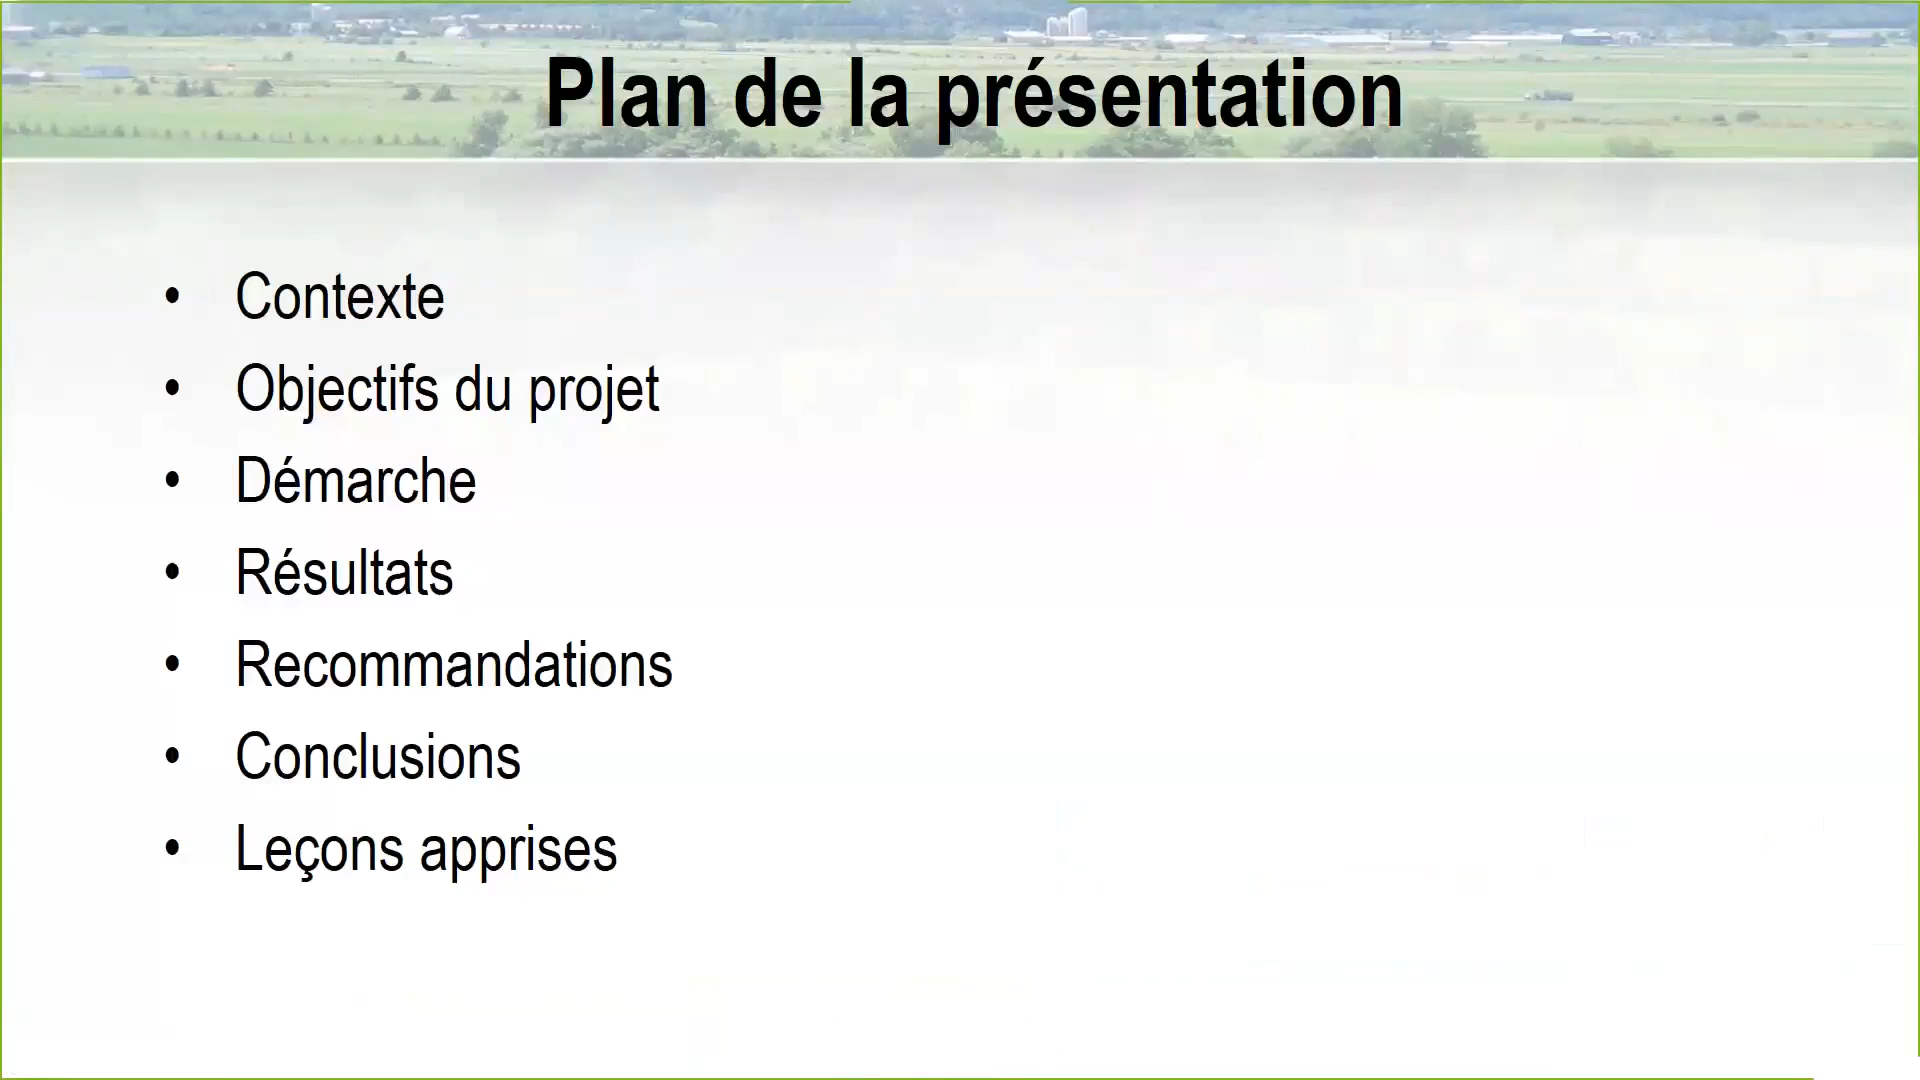 Plan de la présentation
• Contexte
• Objectifs du projet
• Démarche
• Résultats
• Recommandations
• Conclusions
• Leçons apprises